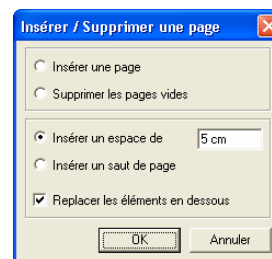 Insérer / Supprimer une page
Insérer une page
Supprimer les pages vides
Insérer un espace de 5 cm
Insérer un saut de page
Replacer les éléments en dessous
OK Annuler